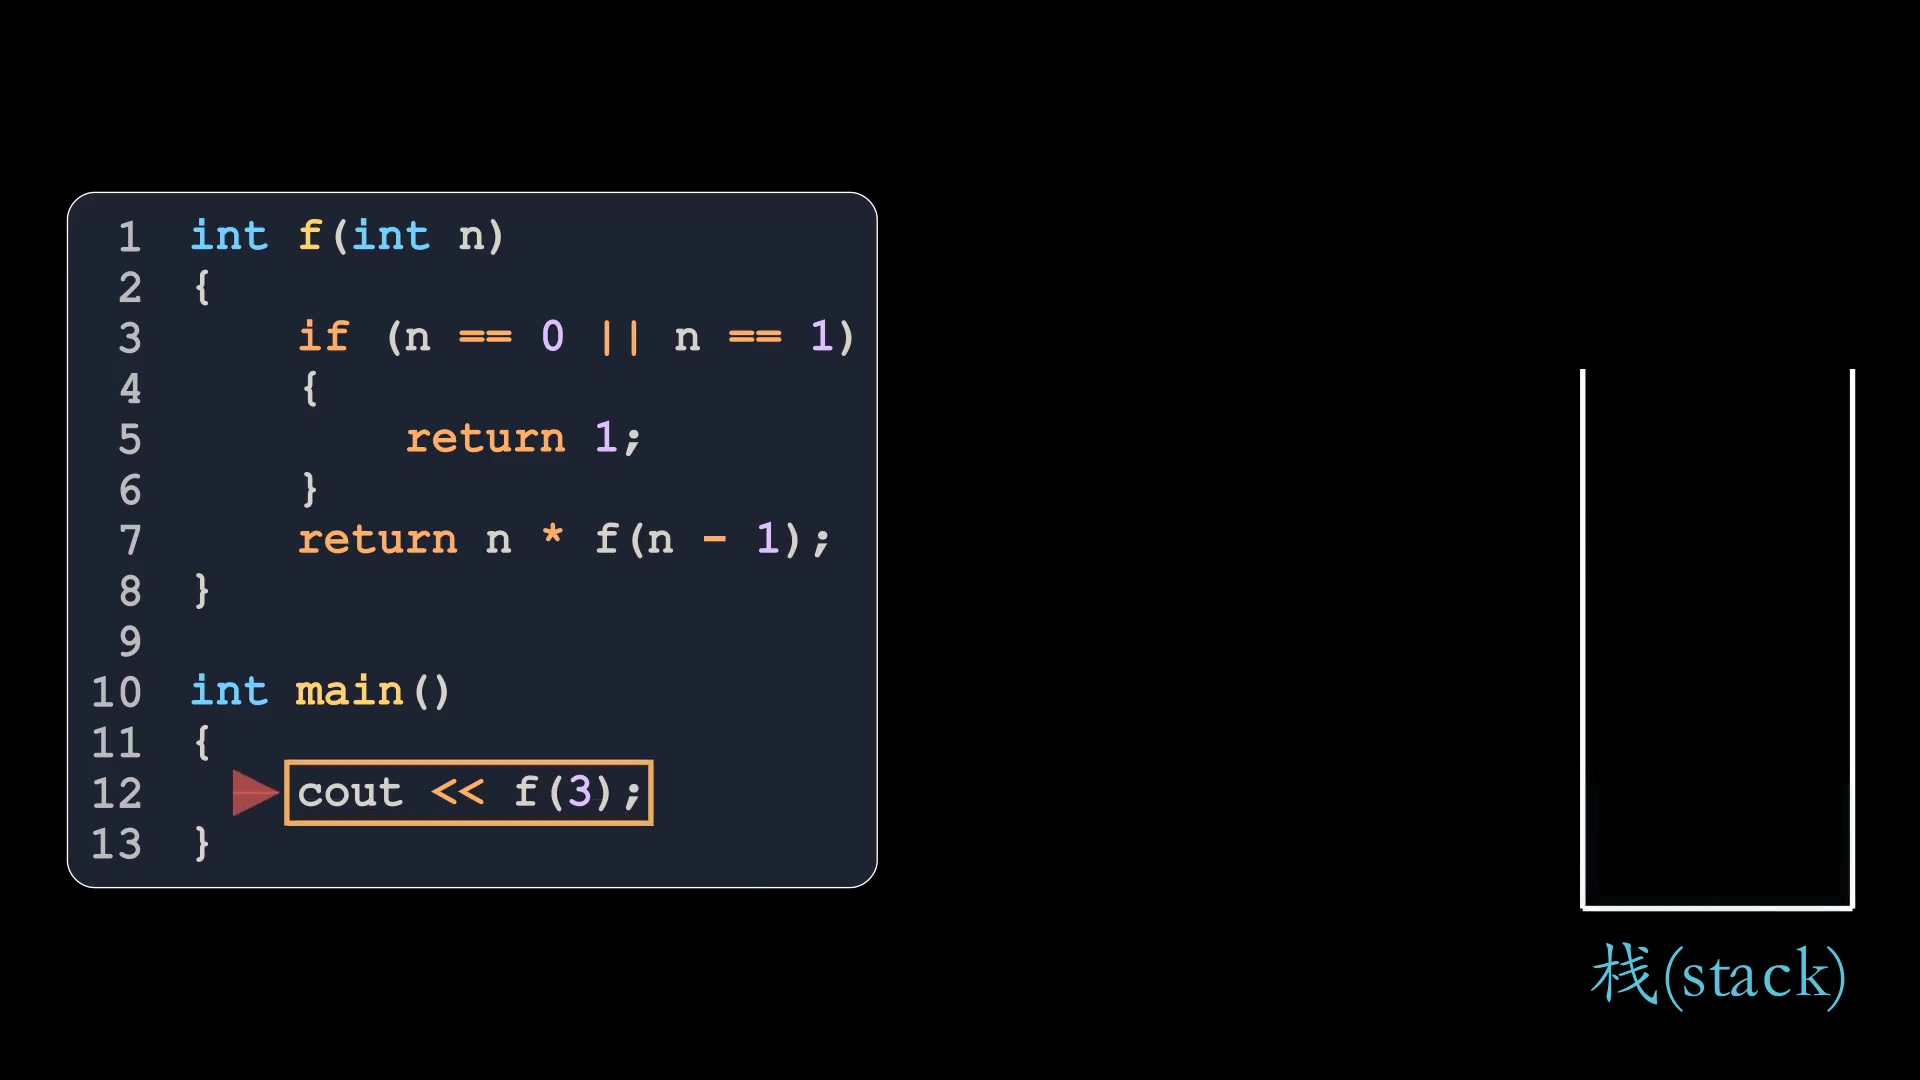 1 int f(int n)
2 {
3 if (n == 0 || n == 1)
4 {
5 return 1;
6 }
7 return n * f(n - 1);
8 }
9
10 int main()
11 {
12 cout << f(3);
13 }
栈(stack)